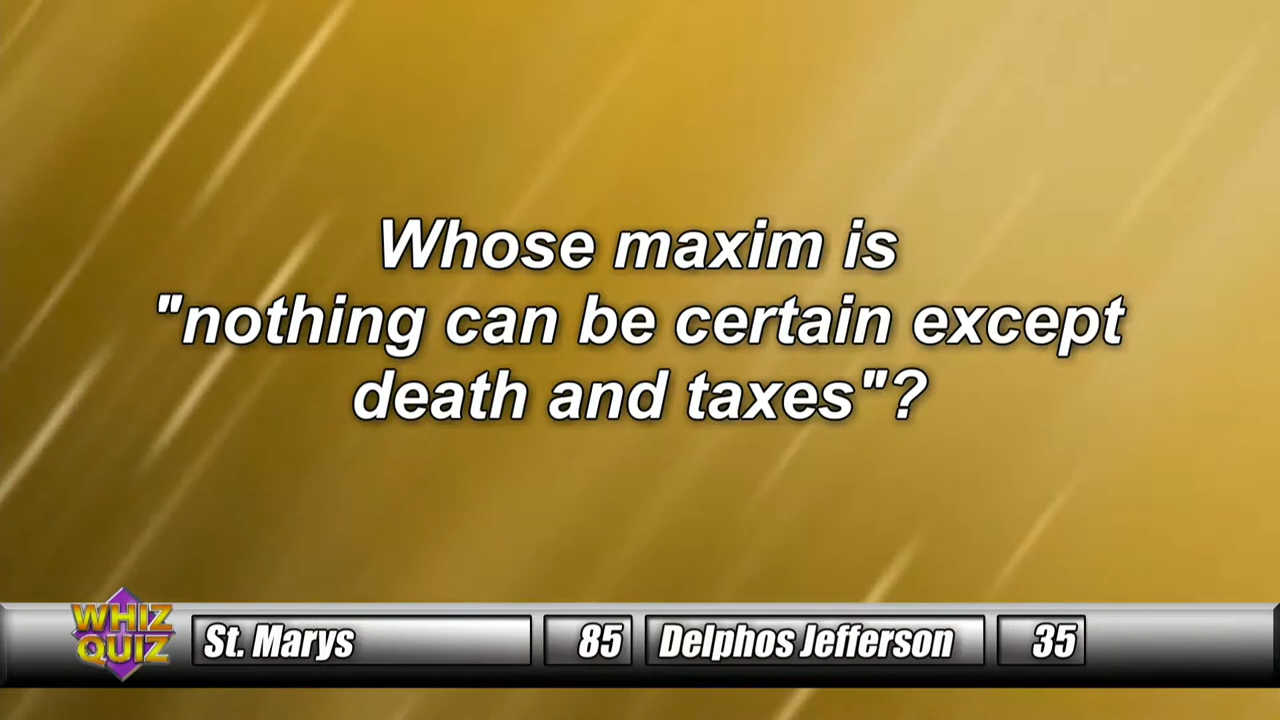 Whose maxim is
"nothing can be certain except
death and taxes"?
WHIZ
QUIZ
St. Marys 85 Delphos Jefferson 35